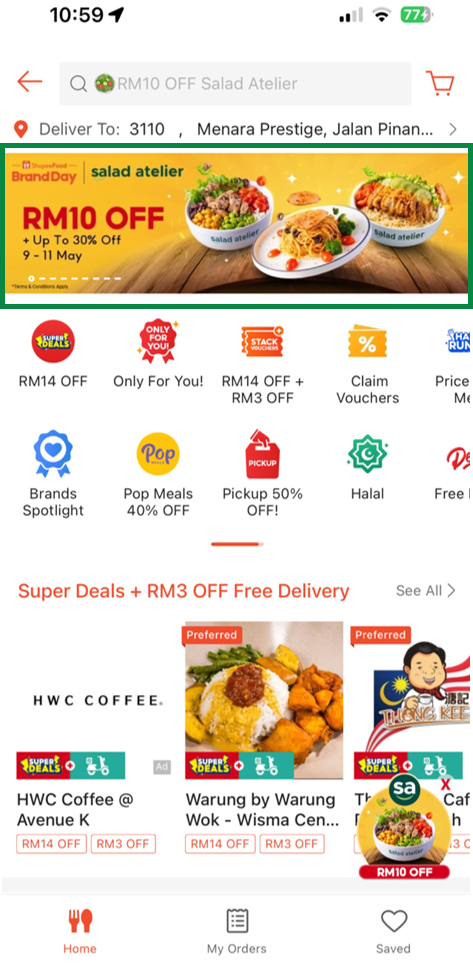 10:59
77
RM10 OFF Salad Atelier
Deliver To: 3110 , Menara Prestige, Jalan Pinan...
ShopeeFood
Brand Day
salad atelier
RM10 OFF
+ Up To 30% Off
9 - 11 May
*Terms & Conditions Apply
salad atelier
salad atelier
SUPER DEALS
ONLY FOR YOU!
STACK VOUCHERS
%
RM14 OFF
Only For You!
RM14 OFF +
RM3 OFF
Claim
Vouchers
Price
Me
Pop
MEALS
PICKUP
Brands
Spotlight
Pop Meals
40% OFF
Pickup 50%
OFF!
Halal
Free
Super Deals + RM3 OFF Free Delivery
See All
HWC COFFEE
Preferred
Preferred
THONG KEE
SUPER DEALS +
Ad
SUPER DEALS +
SUPER DEALS +
HWC Coffee @
Avenue K
Warung by Warung
Wok - Wisma Cen...
RM14 OFF
RM3 OFF
RM14 OFF
RM3 OFF
sa
X
salad atelier
RM10 OFF
Home
My Orders
Saved